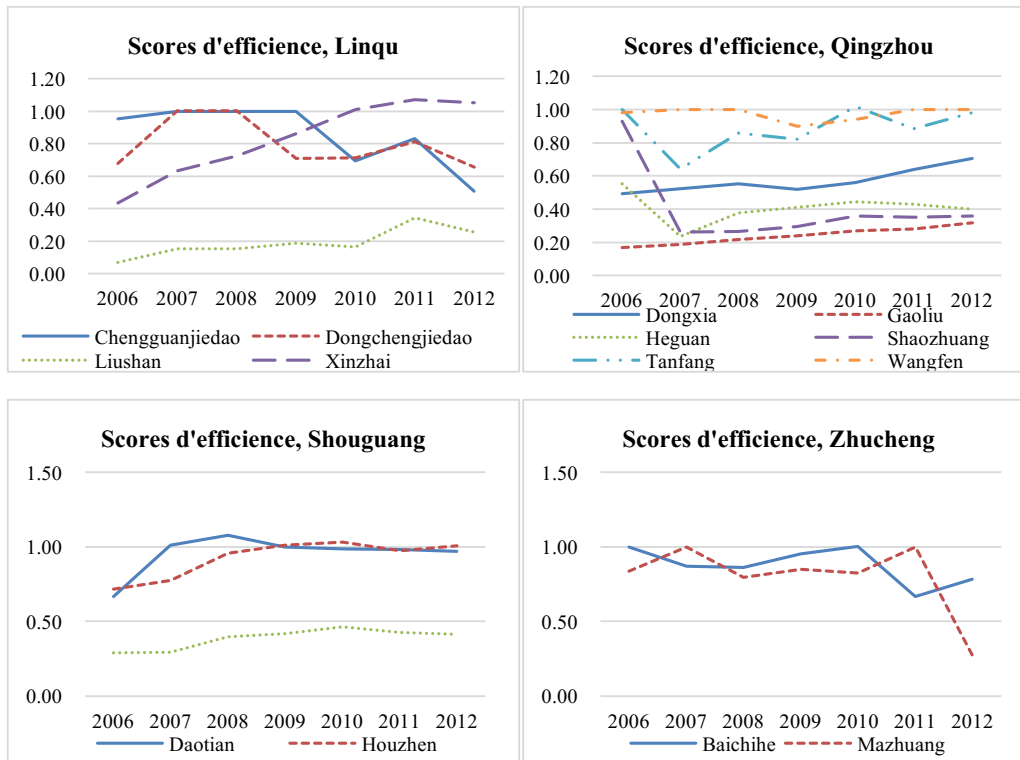 Scores d'efficience, Linqu
1.20
1.00
0.80
0.60
0.40
0.20
0.00
2006 2007 2008 2009 2010 2011 2012
Chengguanjiedao Dongchengjiedao
Liushan Xinzhai
Scores d'efficience, Qingzhou
1.20
1.00
0.80
0.60
0.40
0.20
0.00
2006 2007 2008 2009 2010 2011 2012
Dongxia Gaoliu
Heguan Shaozhuang
Tanfang Wangfen
Scores d'efficience, Shouguang
1.50
1.00
0.50
0.00
2006 2007 2008 2009 2010 2011 2012
Daotian Houzhen
Scores d'efficience, Zhucheng
1.50
1.00
0.50
0.00
2006 2007 2008 2009 2010 2011 2012
Baichihe Mazhuang